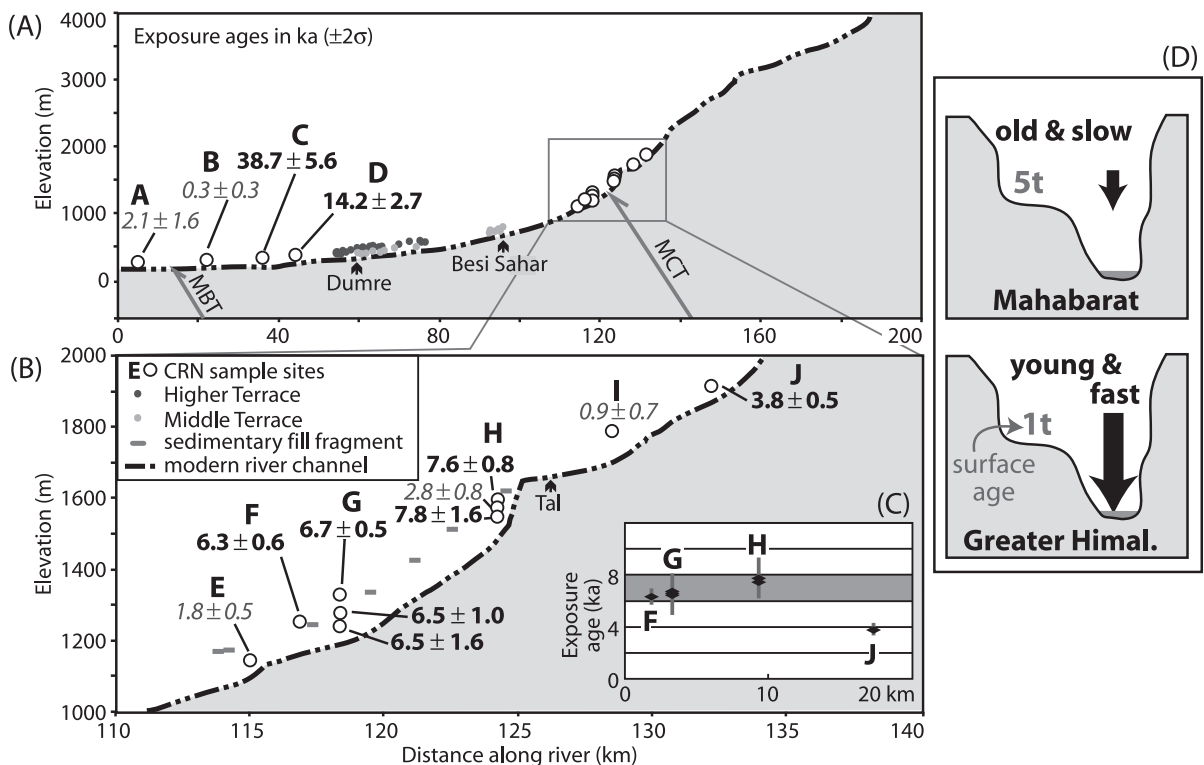 (A)
Exposure ages in ka (±2σ)
Elevation (m)
4000
3000
2000
1000
0
A
2.1 ± 1.6
B
0.3 ± 0.3
C
38.7 ± 5.6
D
14.2 ± 2.7
MBT
Dumre
Besi Sahar
MCT
0 40 80 120 160 200
(B)
Elevation (m)
2000
1800
1600
1400
1200
1000
E CRN sample sites
Higher Terrace
Middle Terrace
sedimentary fill fragment
modern river channel
E
1.8 ± 0.5
F
6.3 ± 0.6
G
6.7 ± 0.5
6.5 ± 1.0
6.5 ± 1.6
H
7.6 ± 0.8
2.8 ± 0.8
7.8 ± 1.6
I
0.9 ± 0.7
J
3.8 ± 0.5
Tal
110 115 120 125 130 135 140
Distance along river (km)
(C)
Exposure
age (ka)
8
4
0
F
G
H
J
0 10 20 km
(D)
old & slow
5t
Mahabarat
young &
fast
1t
surface
age
Greater Himal.